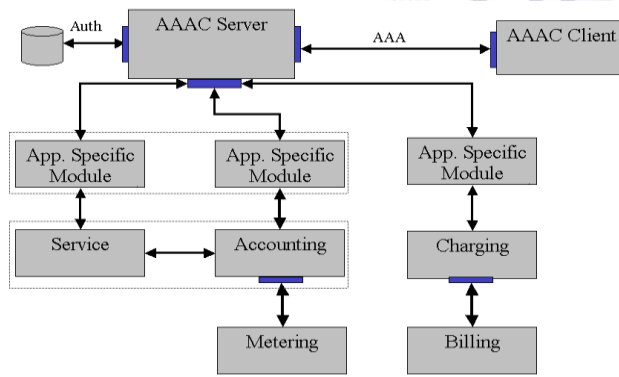 Auth
AAAC Server
AAA
AAAC Client
App. Specific
Module
App. Specific
Module
App. Specific
Module
Service
Accounting
Charging
Metering
Billing